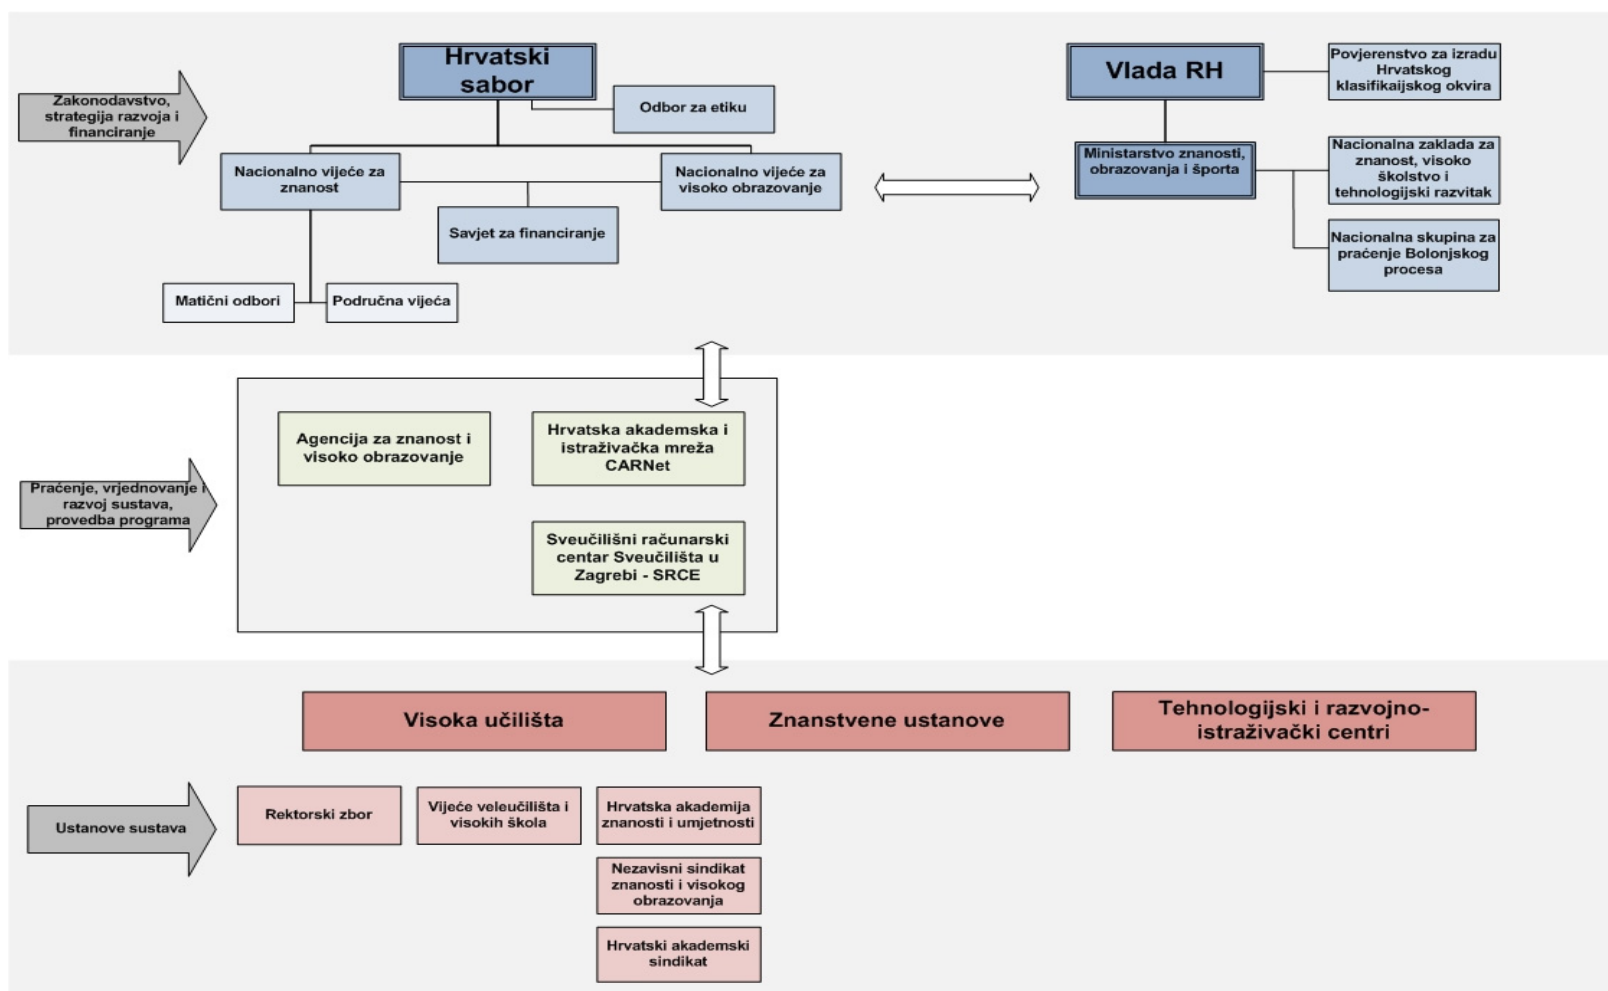 Hrvatski
sabor
Vlada RH
Povjerenstvo za izradu
Hrvatskog
klasifikaijskog okvira
Zakonodavstvo,
strategija razvoja i
financiranje
Odbor za etiku
Nacionalno vijeće za
znanost
Nacionalno vijeće za
visoko obrazovanje
Ministarstvo znanosti,
obrazovanja i športa
Nacionalna zaklada za
znanost, visoko
školstvo i
tehnologijski razvitak
Savjet za financiranje
Nacionalna skupina za
praćenje Bolonjskog
procesa
Matični odbori
Područna vijeća
Agencija za znanost i
visoko obrazovanje
Hrvatska akademska i
istraživačka mreža
CARNet
Praćenje, vrjednovanje i
razvoj sustava,
provedba programa
Sveučilišni računarski
centar Sveučilišta u
Zagrebi - SRCE
Visoka učilišta
Znanstvene ustanove
Tehnologijski i razvojno-
istraživački centri
Ustanove sustava
Rektorski zbor
Vijeće veleučilišta i
visokih škola
Hrvatska akademija
znanosti i umjetnosti
Nezavisni sindikat
znanosti i visokog
obrazovanja
Hrvatski akademski
sindikat